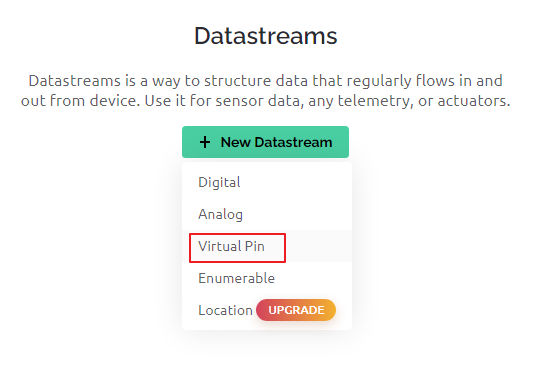 Datastreams
Datastreams is a way to structure data that regularly flows in and
out from device. Use it for sensor data, any telemetry, or actuators.
+ New Datastream
Digital
Analog
Virtual Pin
Enumerable
Location UPGRADE